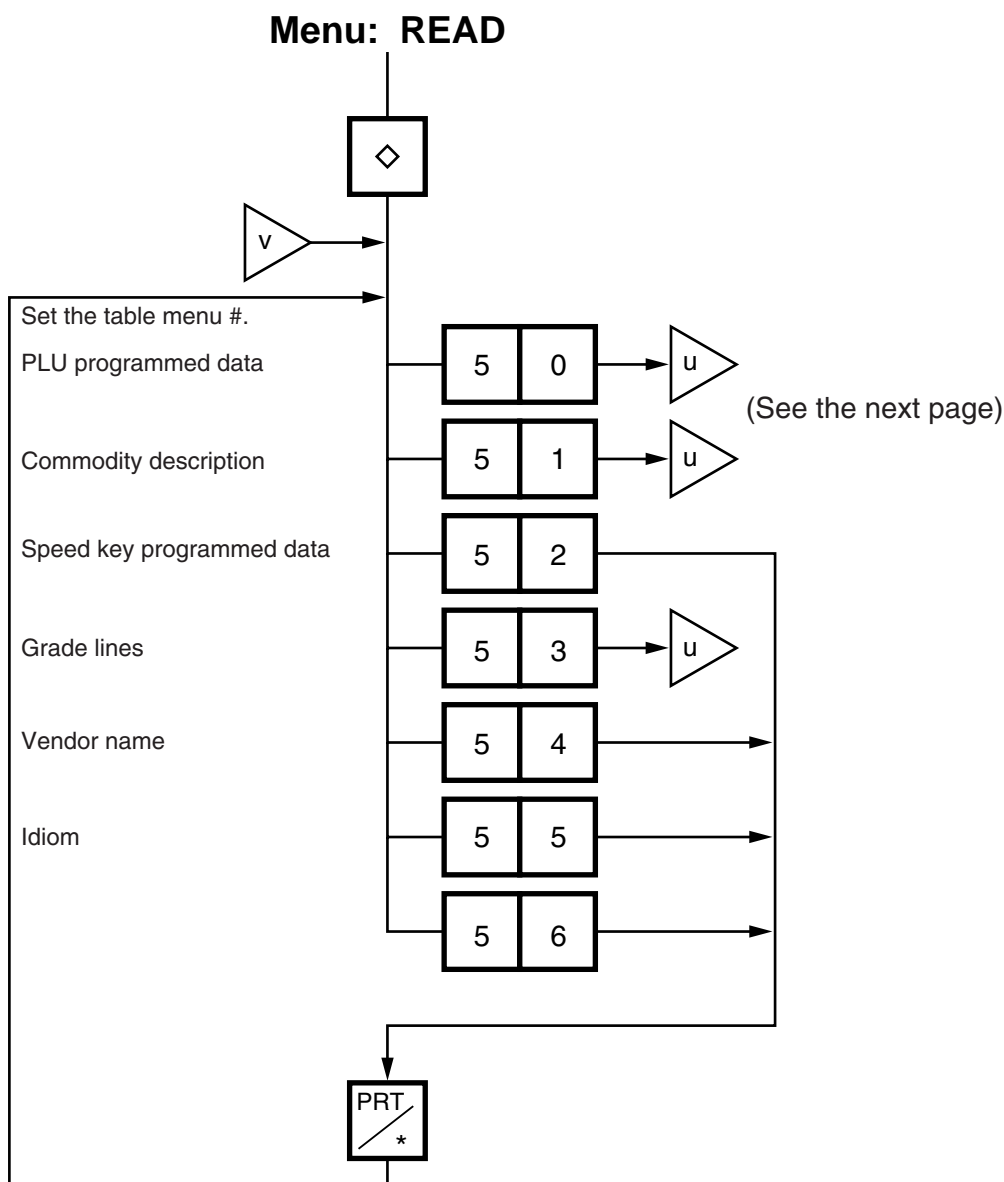 Menu: READ
◇
v
Set the table menu #.
PLU programmed data 5 0 u
(See the next page)
Commodity description 5 1 u
Speed key programmed data 5 2
Grade lines 5 3 u
Vendor name 5 4
Idiom 5 5
5 6
PRT
*